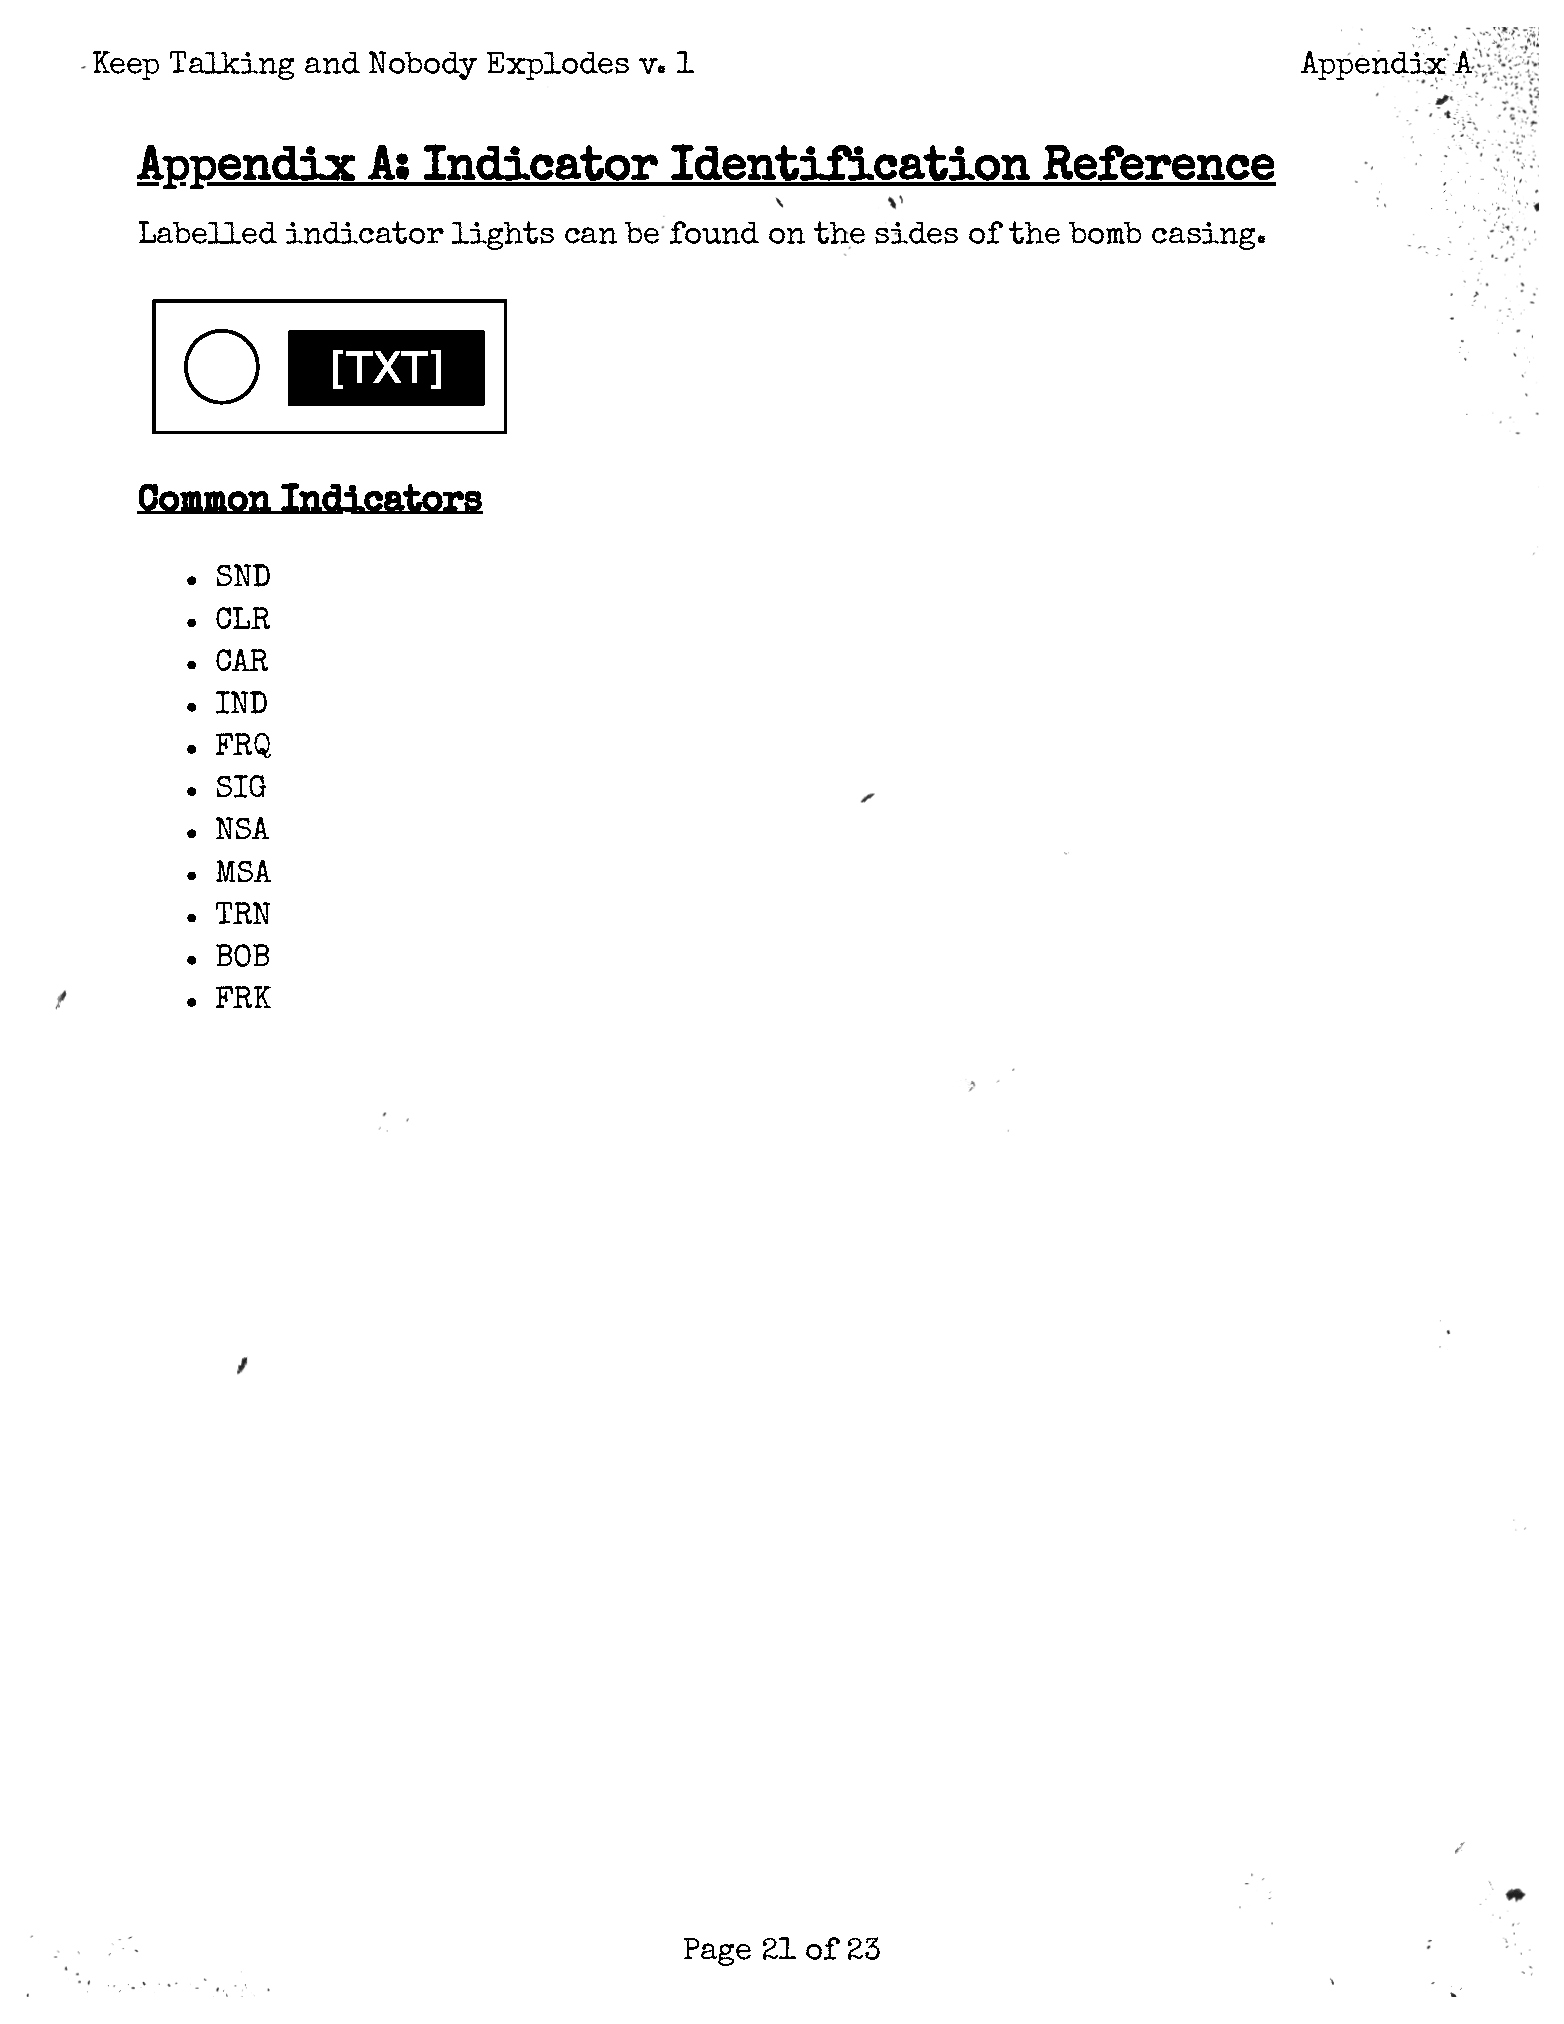 Keep Talking and Nobody Explodes v. 1
Appendix A
Appendix A: Indicator Identification Reference
Labelled indicator lights can be found on the sides of the bomb casing.
[TXT]
Common Indicators
• SND
• CLR
• CAR
• IND
• FRQ
• SIG
• NSA
• MSA
• TRN
• BOB
• FRK
Page 21 of 23